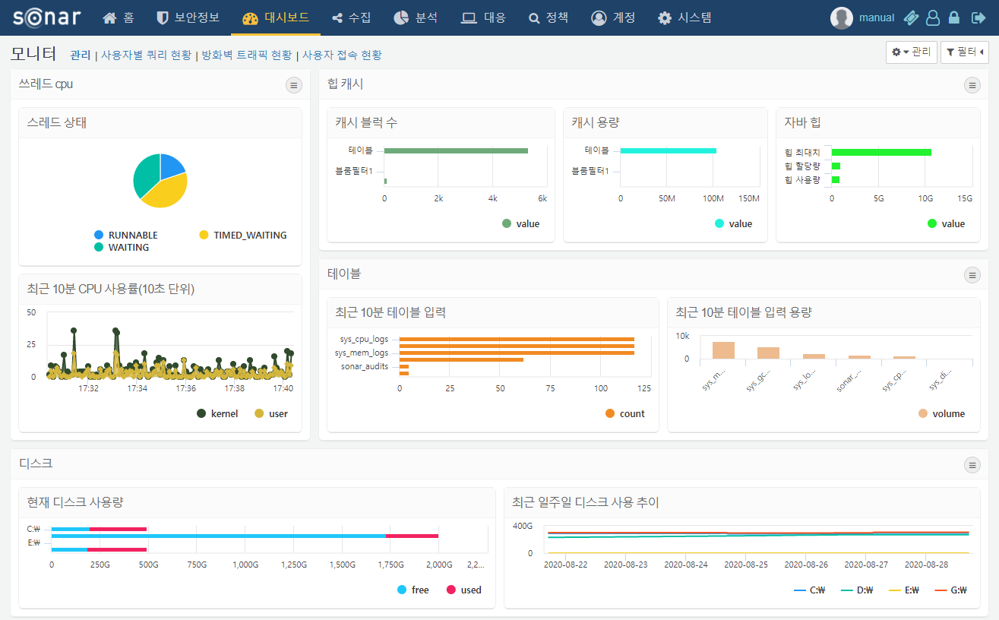 sonar 홈 보안정보 대시보드 수집 분석 대응 정책 계정 시스템 manual
모니터 관리 | 사용자별 쿼리 현황 | 방화벽 트래픽 현황 | 사용자 접속 현황 관리 필터
쓰레드 cpu
스레드 상태
RUNNABLE TIMED_WAITING
WAITING
최근 10분 CPU 사용률(10초 단위)
50
25
0
17:32 17:34 17:36 17:38 17:40
kernel user
힙 캐시
캐시 블럭 수
테이블
블룸필터1
0 2k 4k 6k
value
캐시 용량
테이블
블룸필터1
0 50M 100M 150M
value
자바 힙
힙 최대치
힙 할당량
힙 사용량
0 5G 10G 15G
value
테이블
최근 10분 테이블 입력
sys_cpu_logs
sys_mem_logs
sonar_audits
0 25 50 75 100 125
count
최근 10분 테이블 입력 용량
10k
0
sys_m... sys_gc... sys_lo... sonar_... sys_cp... sys_di...
volume
디스크
현재 디스크 사용량
C:₩
E:₩
0 250G 500G 750G 1,000G 1,250G 1,500G 1,750G 2,000G 2,2...
free used
최근 일주일 디스크 사용 추이
400G
0
2020-08-22 2020-08-23 2020-08-24 2020-08-25 2020-08-26 2020-08-27 2020-08-28
C:₩ D:₩ E:₩ G:₩